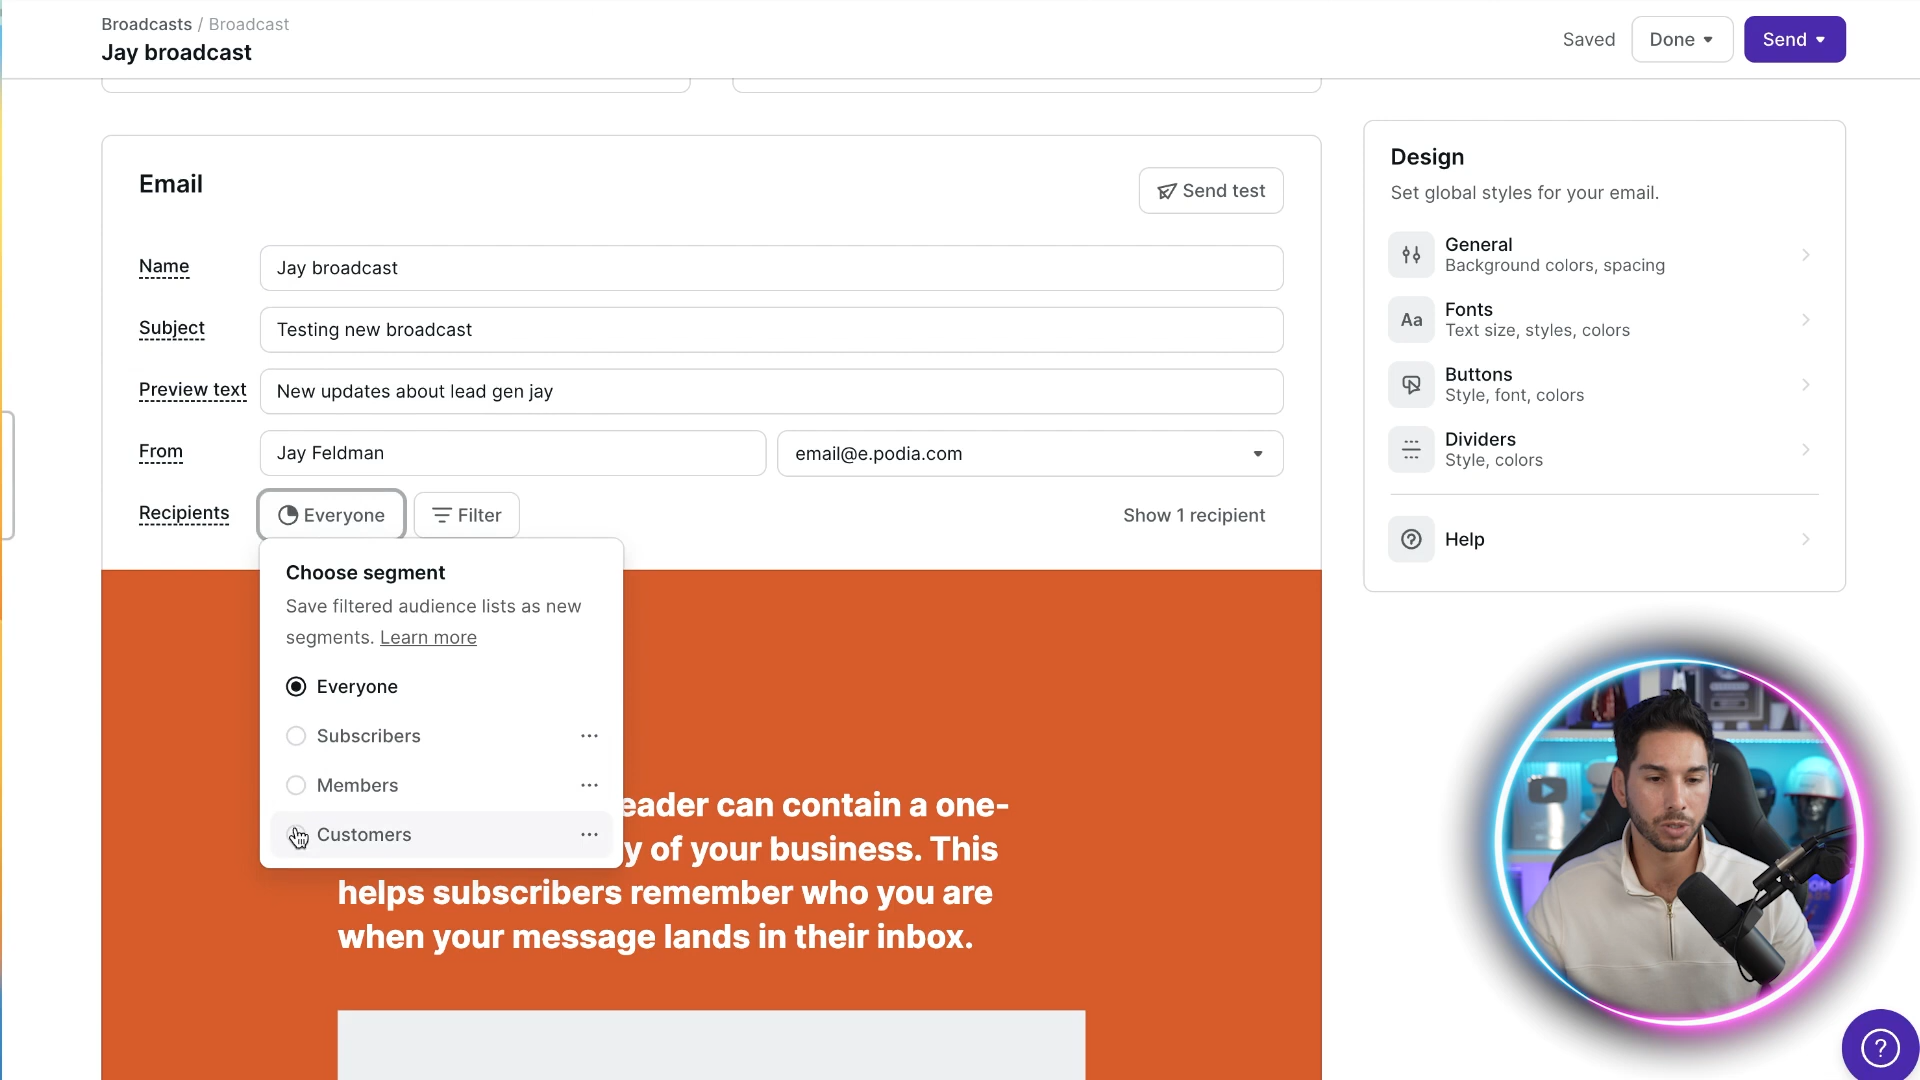 Broadcasts / Broadcast
Jay broadcast
Saved
Done
Send
Email
Send test
Name
Jay broadcast
Subject
Testing new broadcast
Preview text
New updates about lead gen jay
From
Jay Feldman
email@e.podia.com
Recipients
Everyone
Filter
Show 1 recipient
Choose segment
Save filtered audience lists as new
segments. Learn more
Everyone
Subscribers
Members
Customers
eader can contain a one-
y of your business. This
helps subscribers remember who you are
when your message lands in their inbox.
Design
Set global styles for your email.
General
Background colors, spacing
Aa
Fonts
Text size, styles, colors
Buttons
Style, font, colors
Dividers
Style, colors
Help